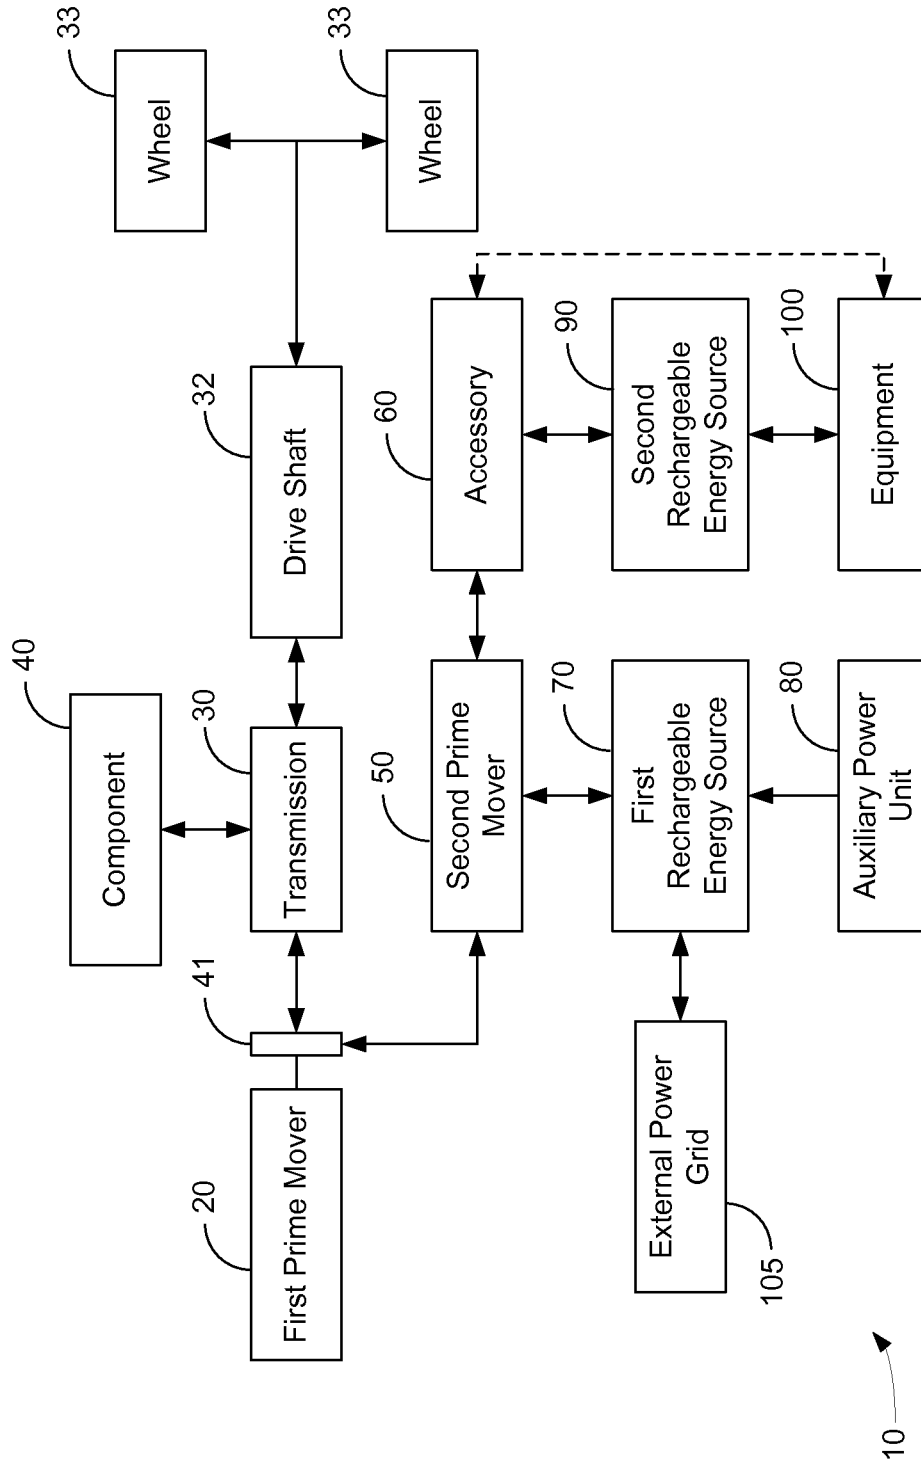 33
Wheel
33
Wheel
32
Drive Shaft
40
Component
30
Transmission
41
20
First Prime Mover
60
Accessory
90
Second
Rechargeable
Energy Source
100
Equipment
50
Second Prime
Mover
70
First
Rechargeable
Energy Source
80
Auxiliary Power
Unit
External Power
Grid
105
10